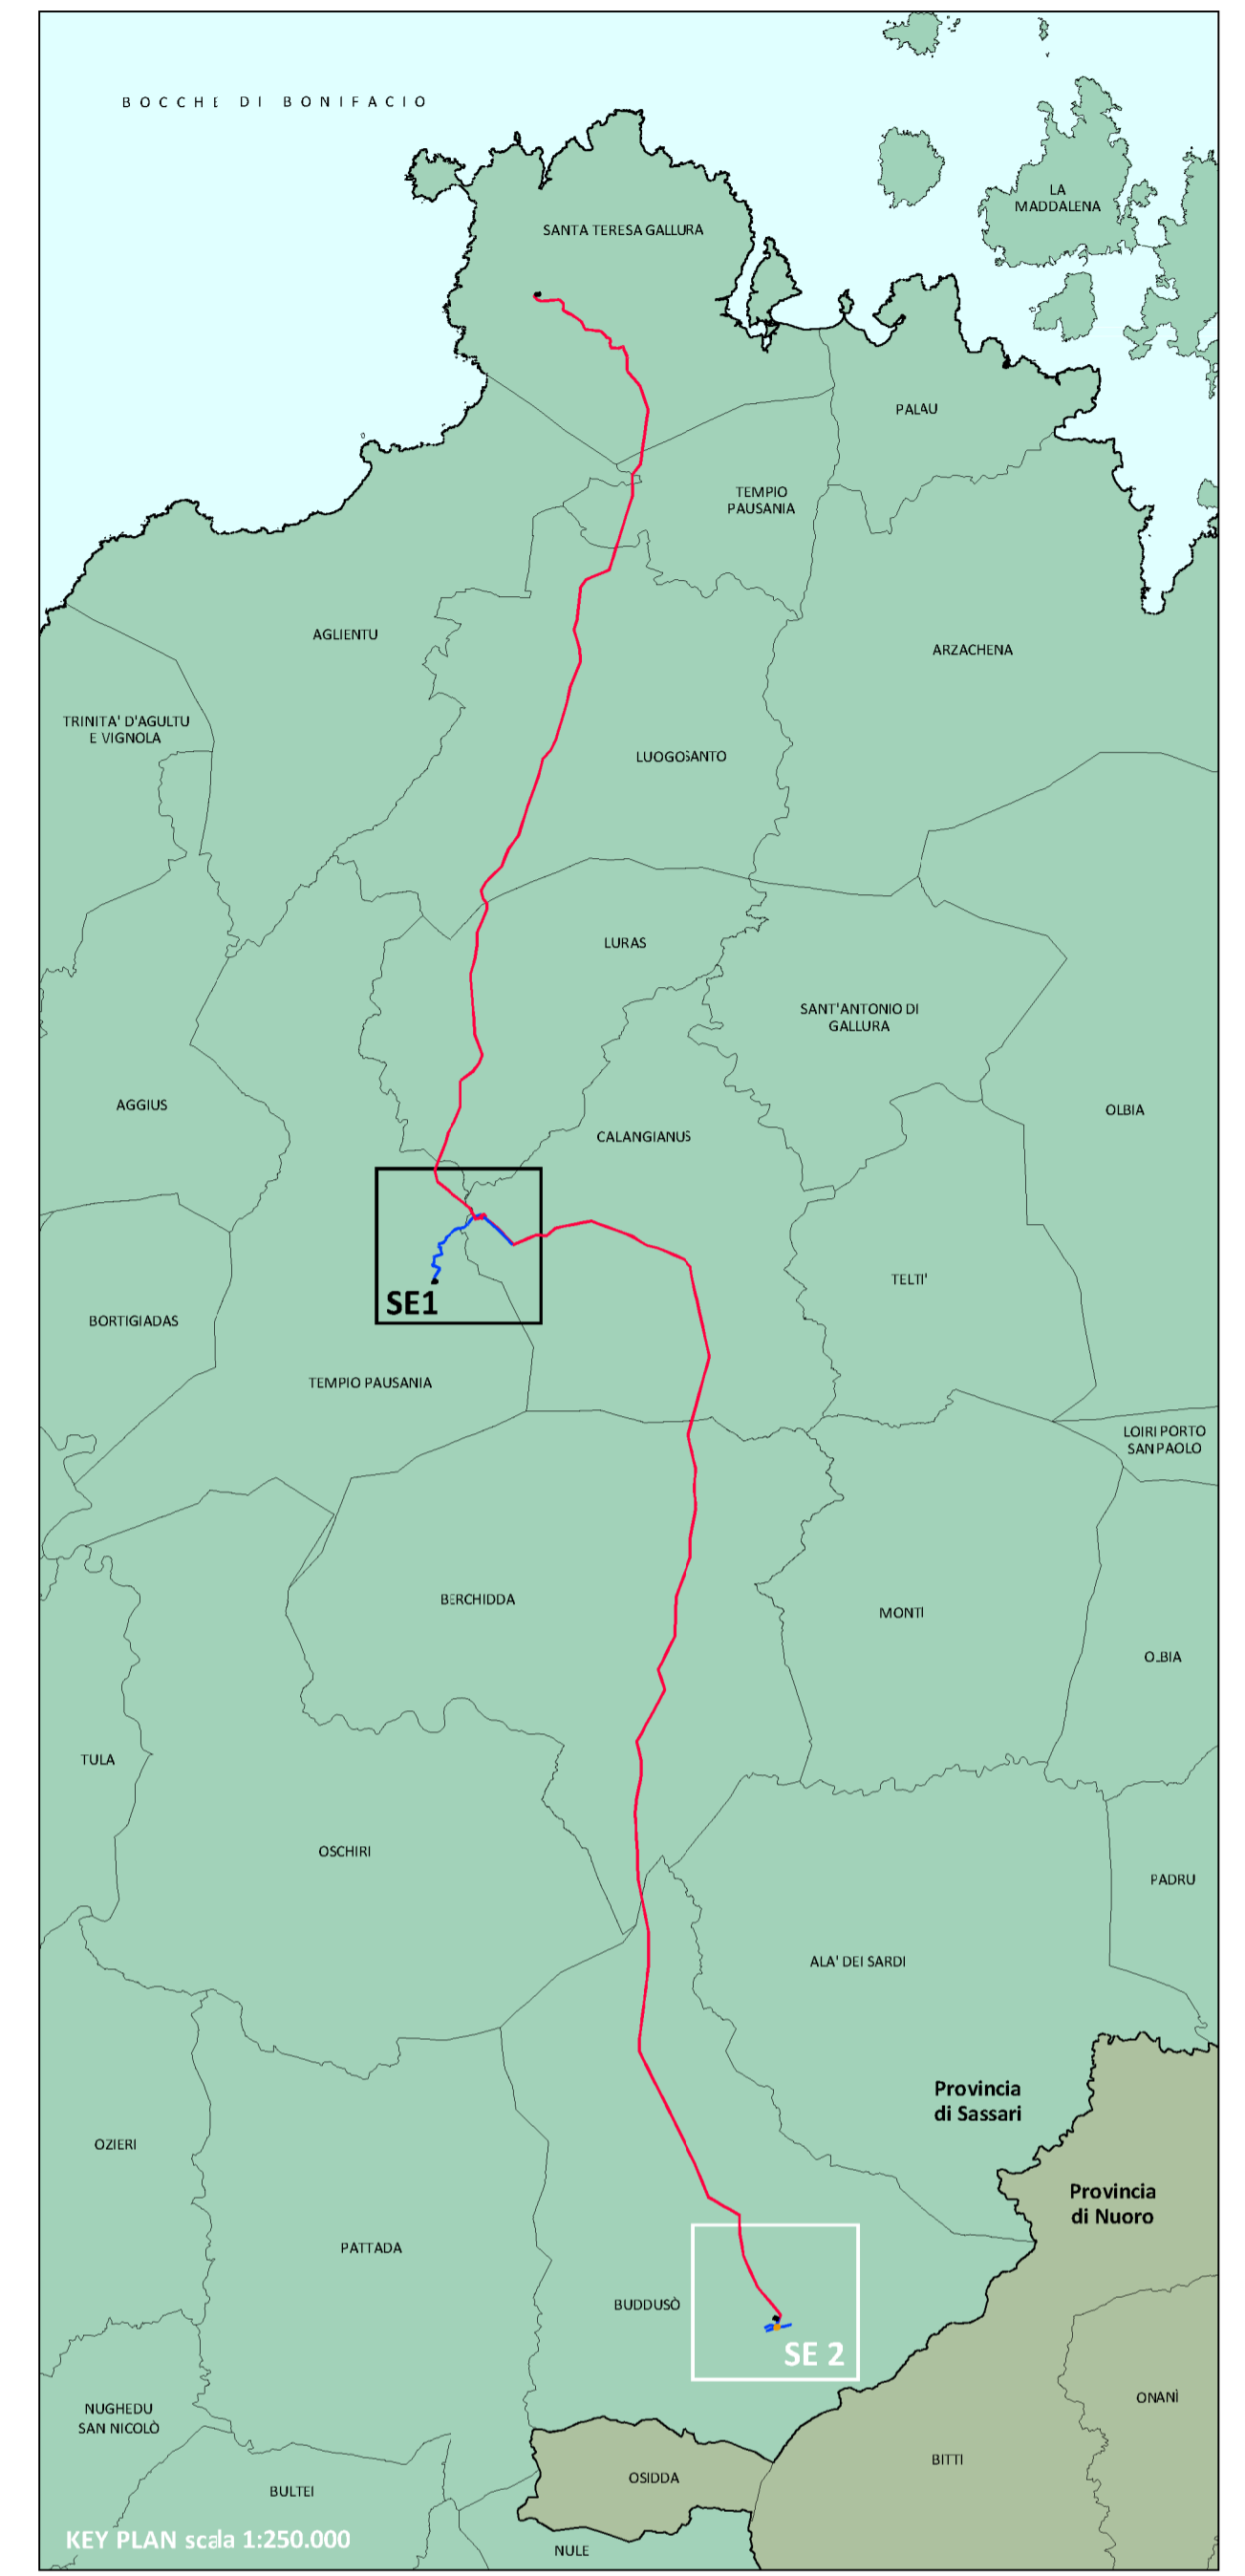 BOCCHE DI BONIFACIO
LA
MADDALENA
SANTA TERESA GALLURA
PALAU
TEMPIO
PAUSANIA
AGLIENTU
ARZACHENA
TRINITA' D'AGULTU
E VIGNOLA
LUOGOSANTO
LURAS
SANT'ANTONIO DI
GALLURA
AGGIUS
OLBIA
CALANGIANUS
TELTI'
SE1
BORTIGIADAS
TEMPIO PAUSANIA
LOIRI PORTO
SAN PAOLO
BERCHIDDA
MONTI
OLBIA
TULA
OSCHIRI
PADRU
ALA' DEI SARDI
Provincia
di Sassari
OZIERI
Provincia
di Nuoro
PATTADA
BUDDUSÒ
SE 2
ONANÌ
NUGHEDU
SAN NICOLÒ
BITTI
OSIDDA
BULTEI
KEY PLAN scala 1:250.000
NULE